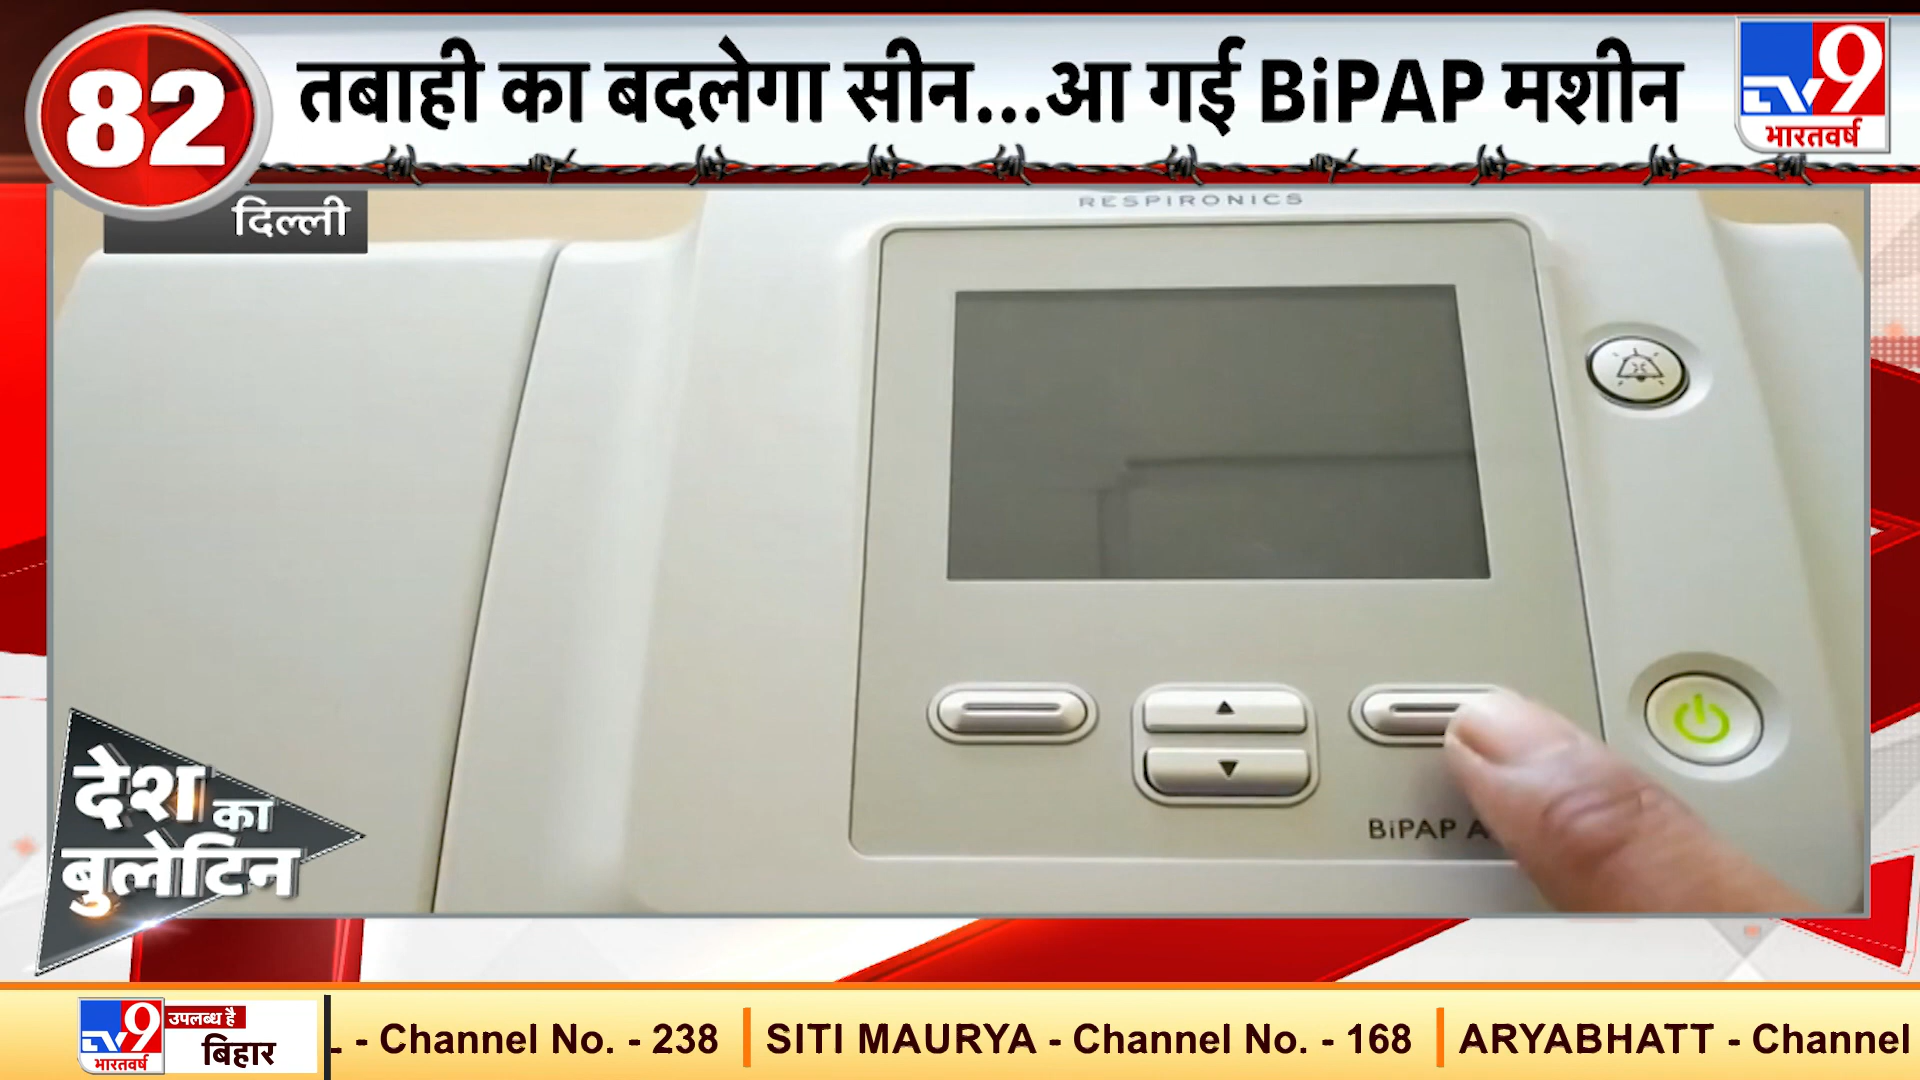 82
तबाही का बदलेगा सीन...आ गई BiPAP मशीन
TV9
भारतवर्ष
दिल्ली
RESPIRONICS
BiPAP A
देश का
बुलेटिन
TV9
भारतवर्ष
उपलब्ध है
बिहार
- Channel No. - 238 | SITI MAURYA - Channel No. - 168 | ARYABHATT - Channel